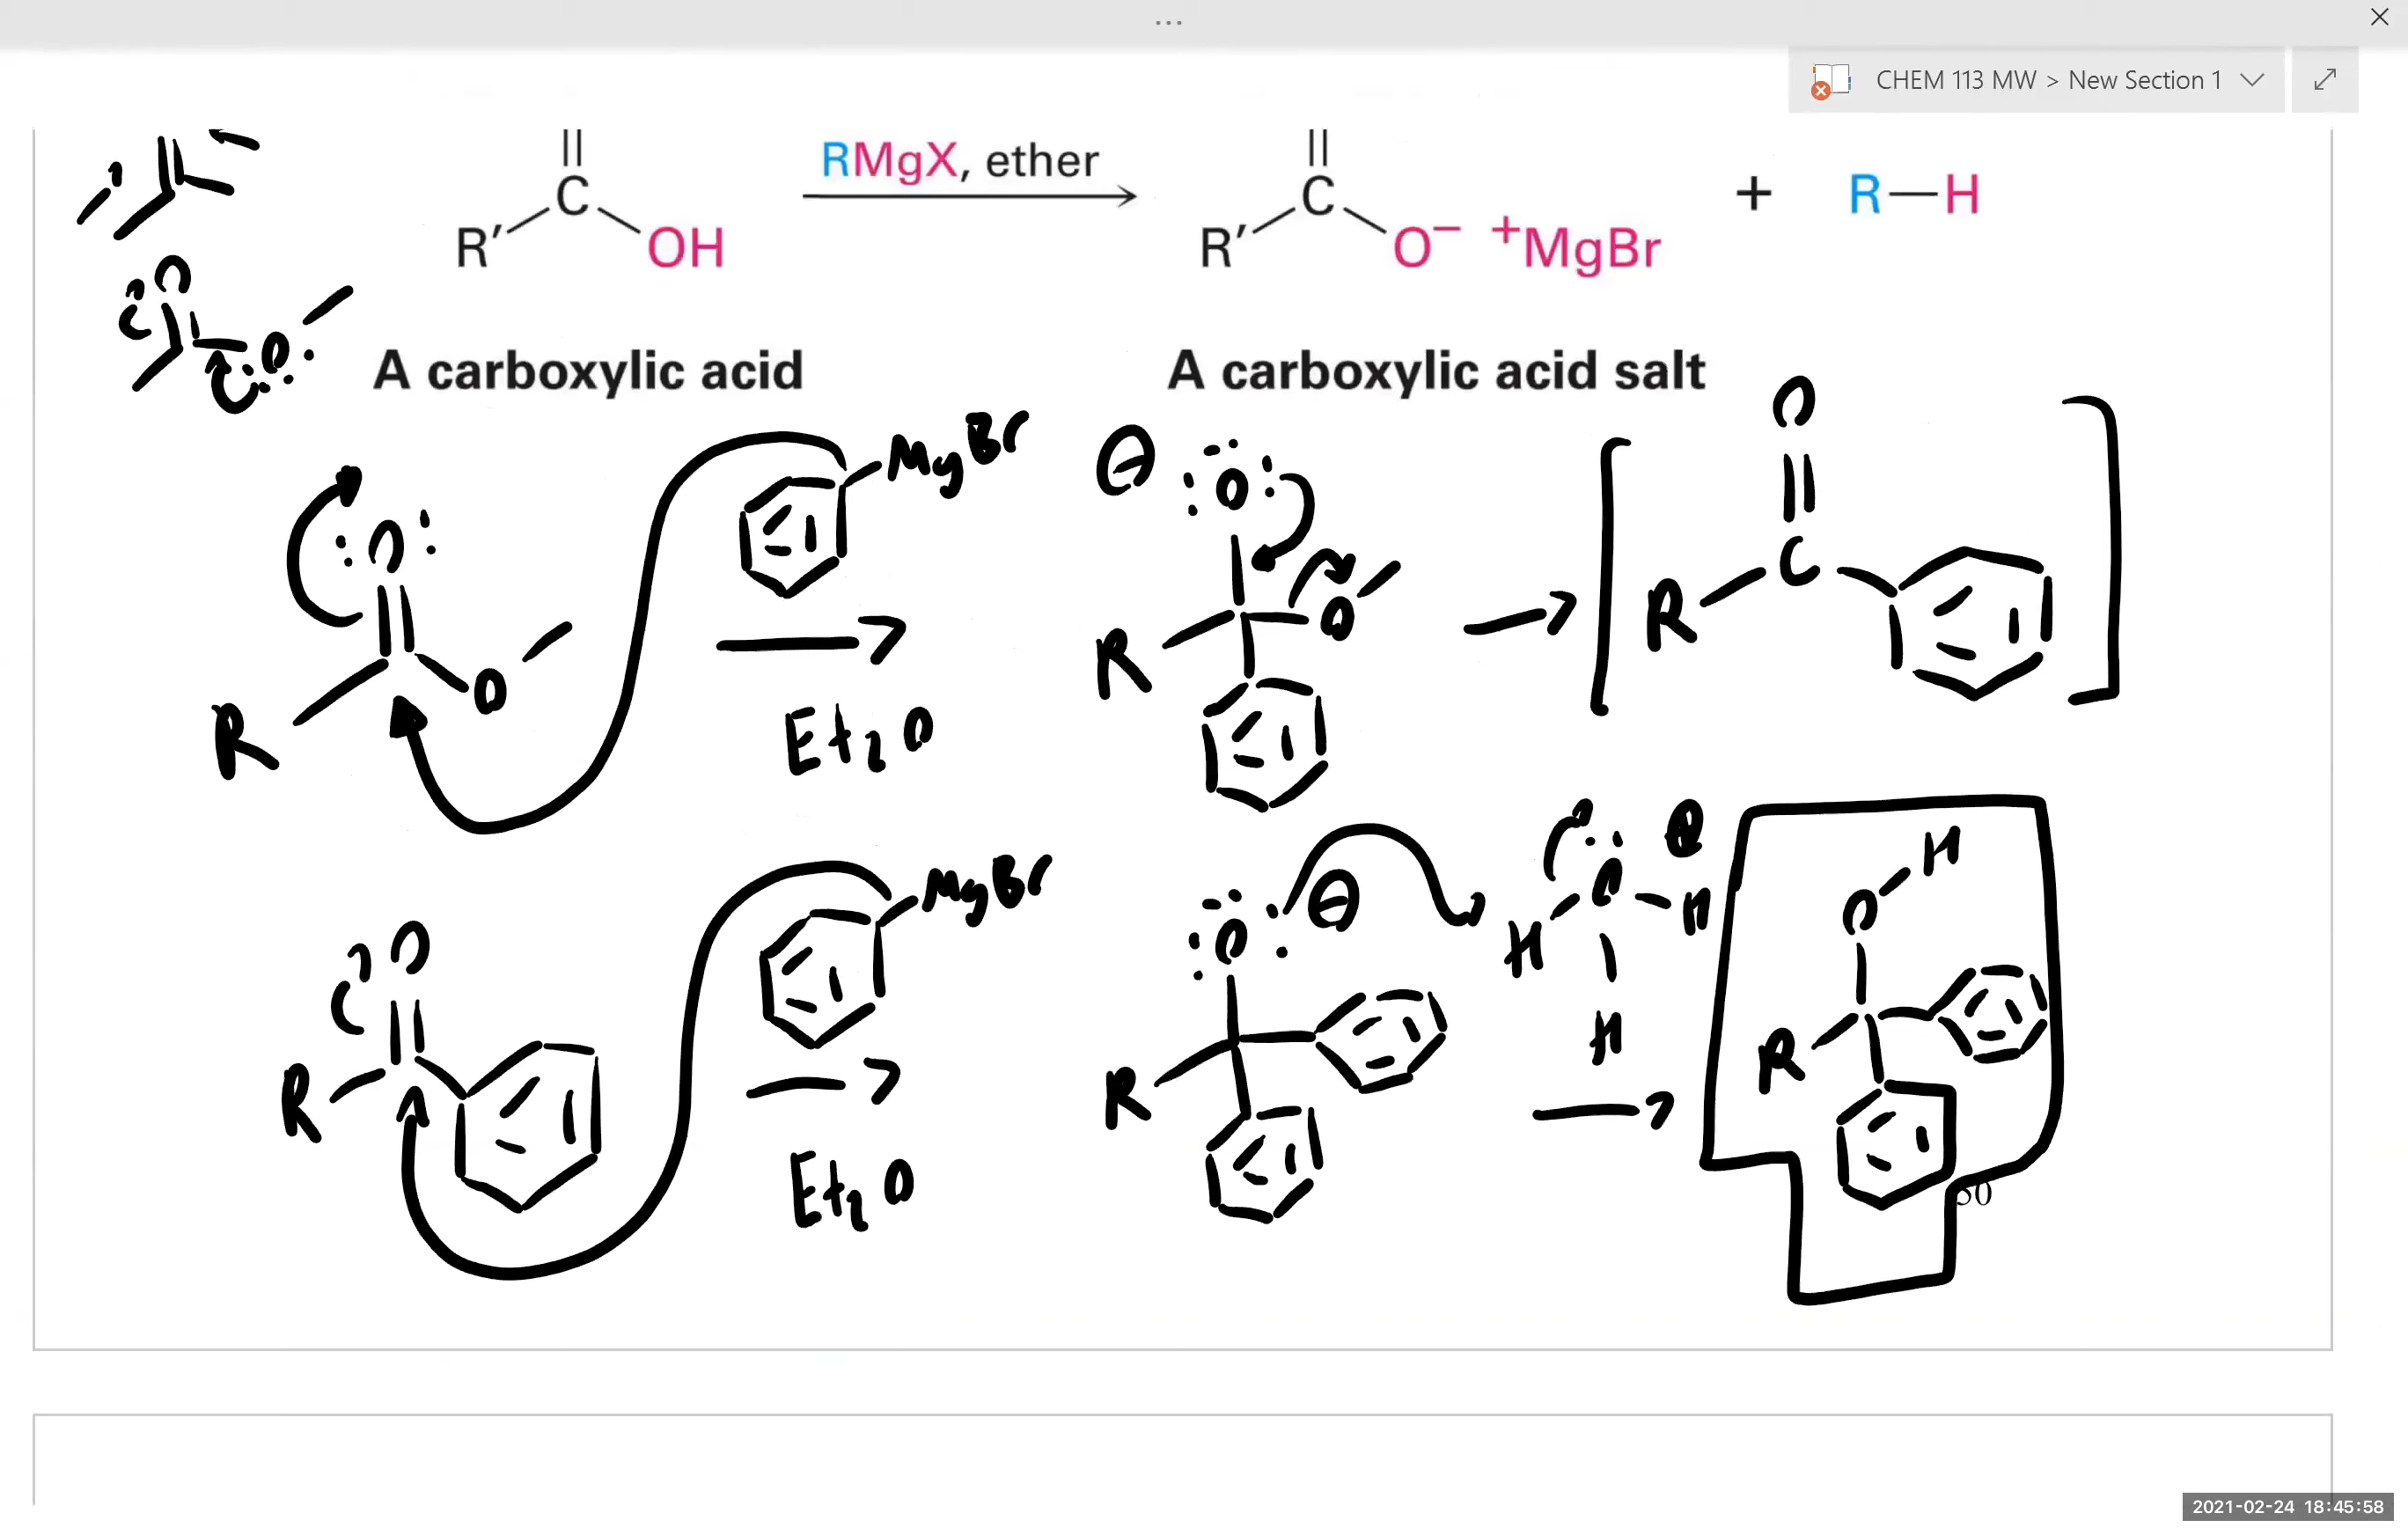 ...
CHEM 113 MW > New Section 1
C
R′ OH
RMgX, ether
C
R′ O⁻ ⁺MgBr
+ R—H
O
O
A carboxylic acid
A carboxylic acid salt
O
R O
MgBr
Et₂O
⊖
O
R O
O
R C
O
R
MgBr
Et₂O
O ⊖
R
O ⊕
H H
H
O H
R
30
2021-02-24 18:45:58